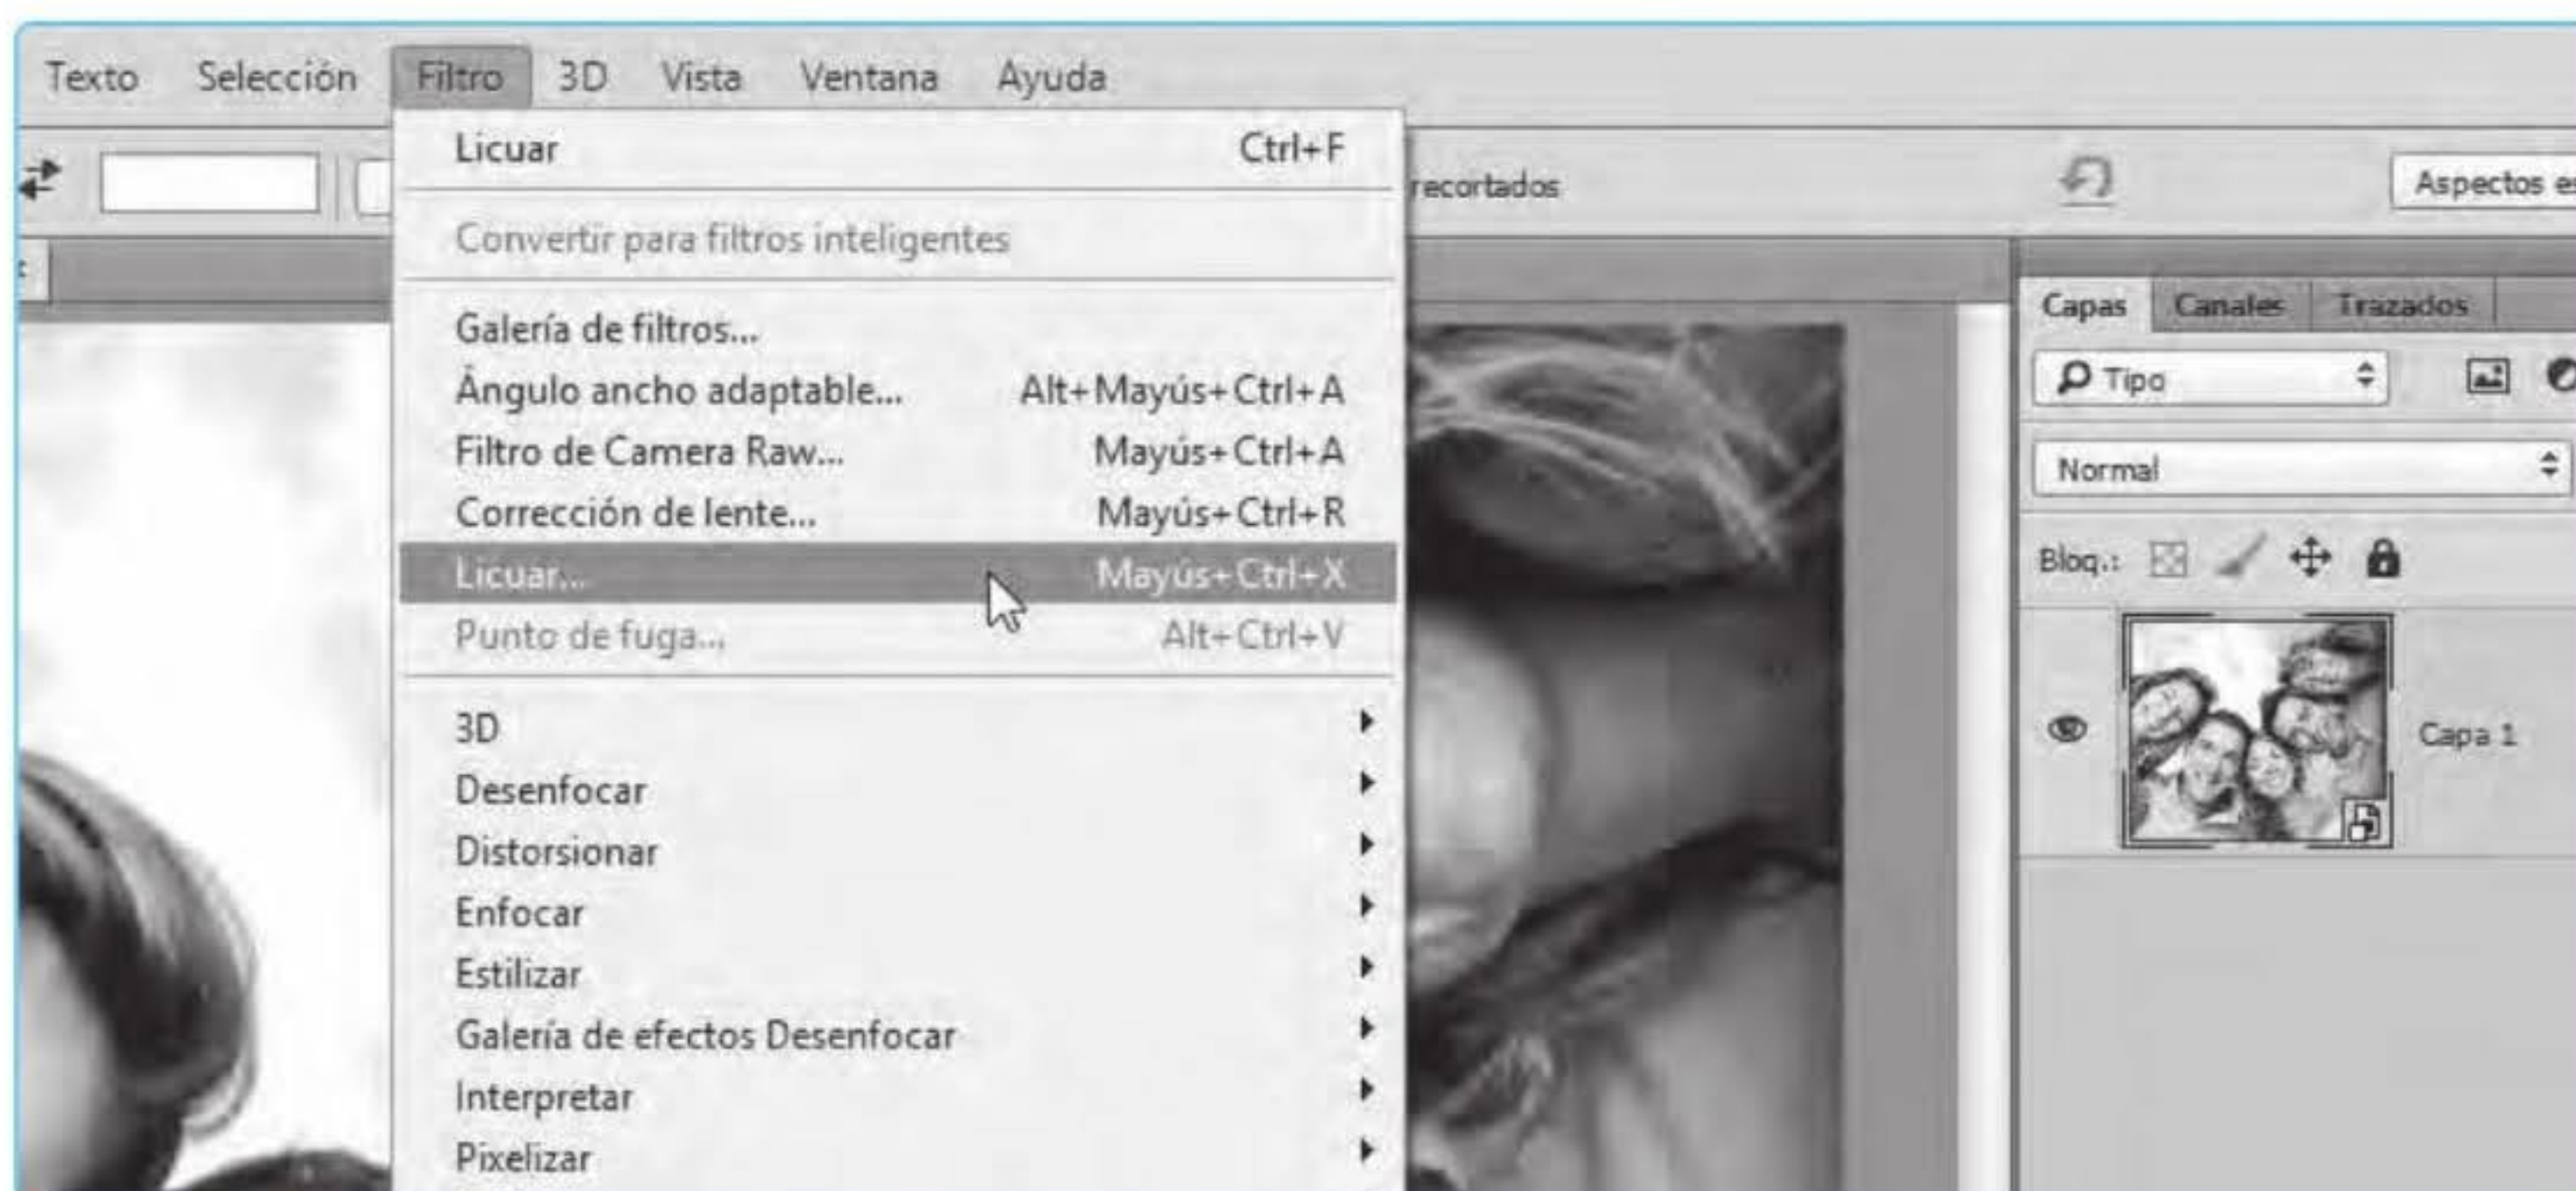 Texto Selección Filtro 3D Vista Ventana Ayuda
Licuar Ctrl+F
recortados
Aspectos
Convertir para filtros inteligentes
Capas Canales Trazados
Galería de filtros...
Ángulo ancho adaptable... Alt+Mayús+Ctrl+A
Tipo
Filtro de Camera Raw... Mayús+Ctrl+A
Normal
Corrección de lente... Mayús+Ctrl+R
Bloq.:
Licuar... Mayús+Ctrl+X
Punto de fuga... Alt+Ctrl+V
3D
Capa 1
Desenfocar
Distorsionar
Enfocar
Estilizar
Galería de efectos Desenfocar
Interpretar
Pixelizar